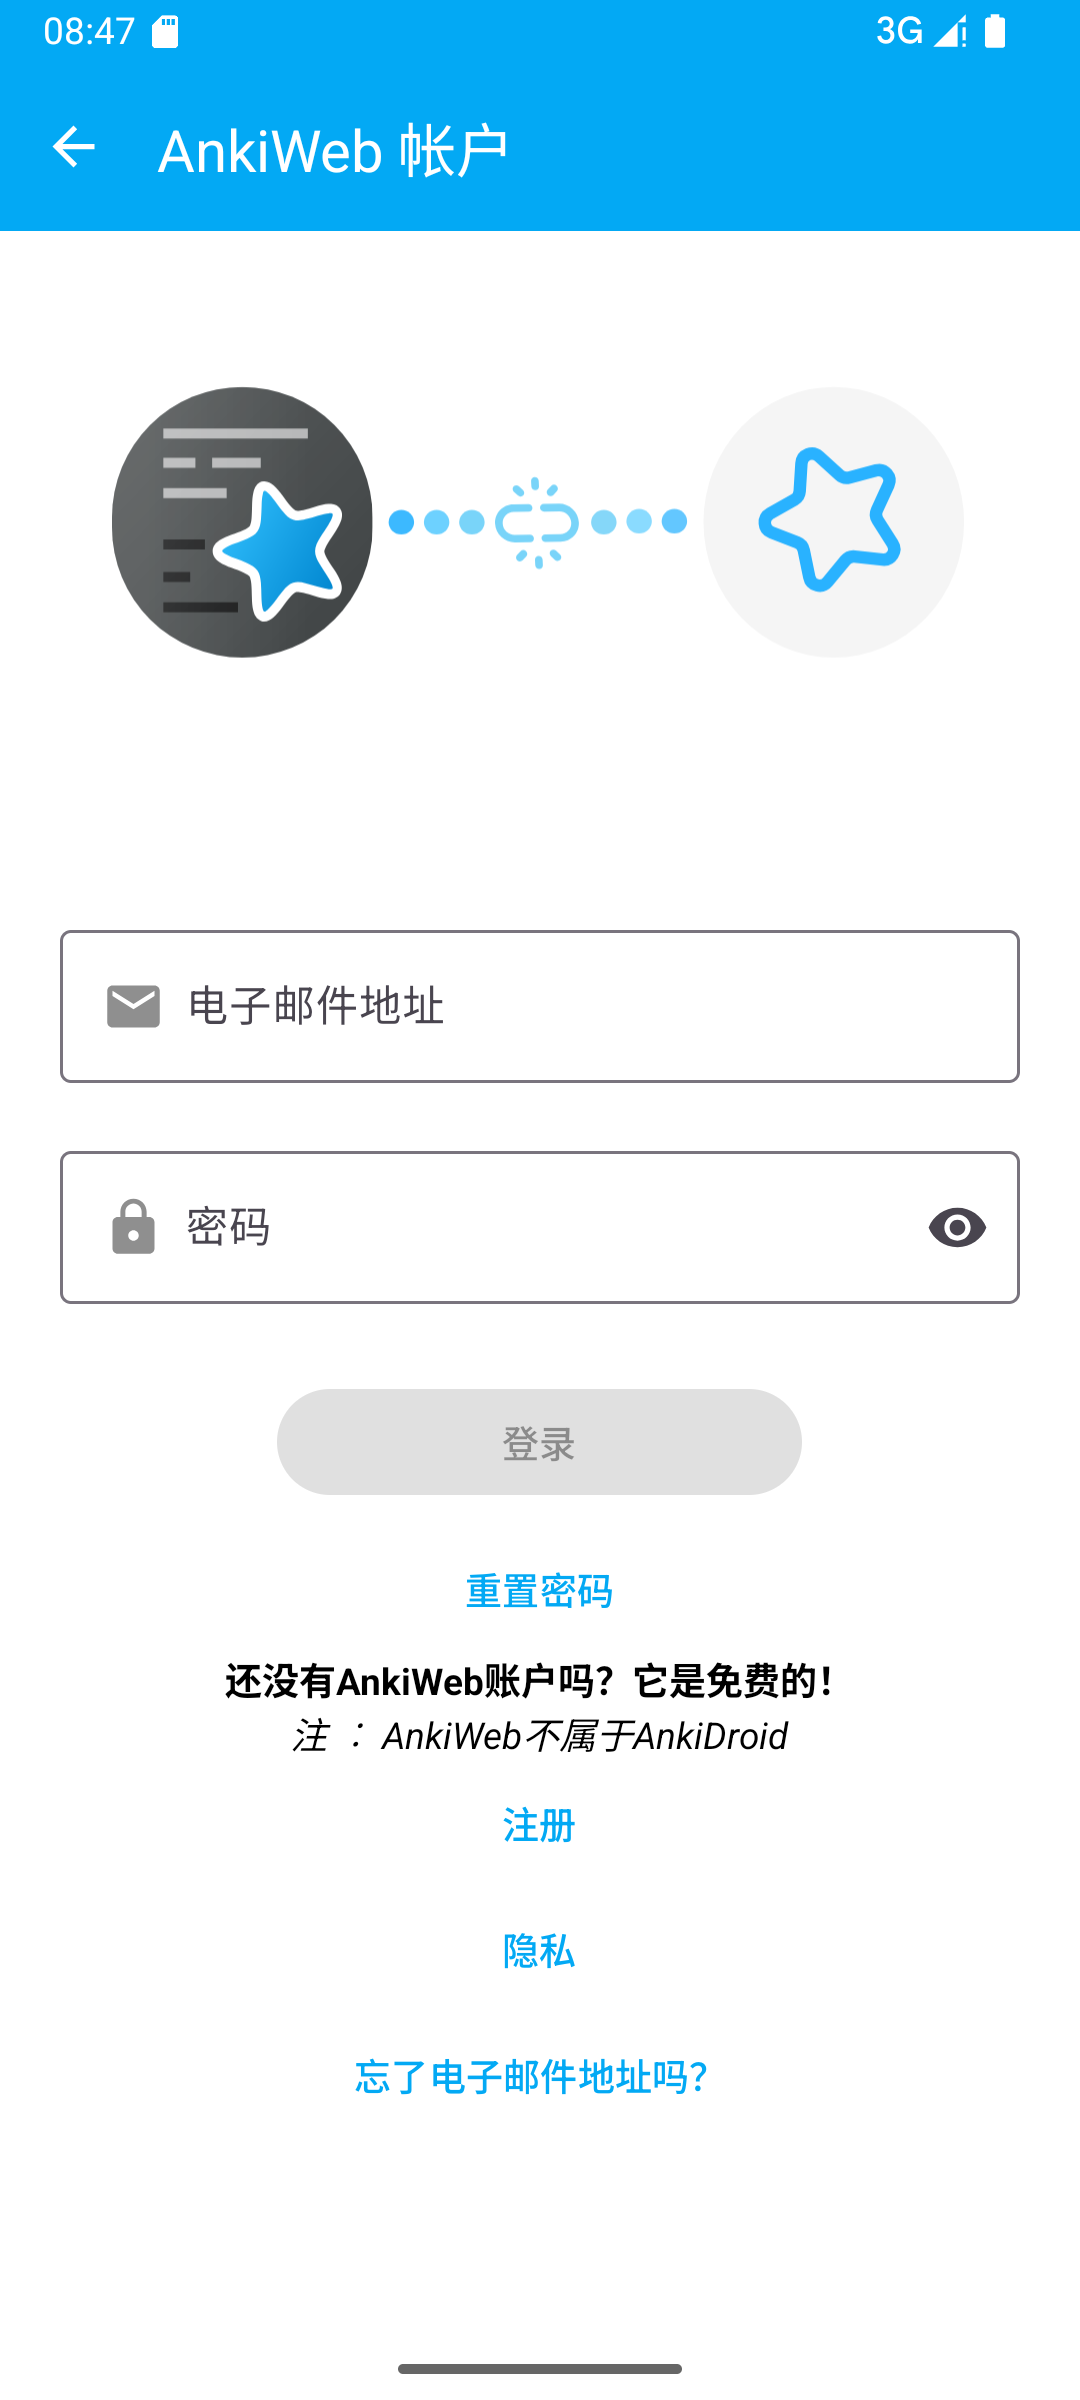 08:47
3G
AnkiWeb 帐户
电子邮件地址
密码
登录
重置密码
还没有AnkiWeb账户吗？它是免费的！
注 ： AnkiWeb不属于AnkiDroid
注册
隐私
忘了电子邮件地址吗？